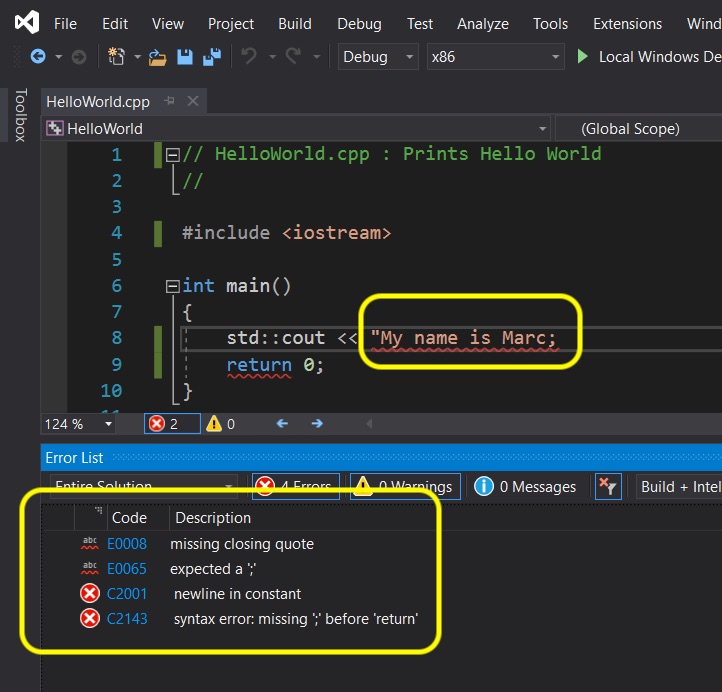 File Edit View Project Build Debug Test Analyze Tools Extensions Wind
Debug x86 Local Windows De
Toolbox
HelloWorld.cpp
HelloWorld (Global Scope)
1 // HelloWorld.cpp : Prints Hello World
2 //
3
4 #include <iostream>
5
6 int main()
7 {
8 std::cout << "My name is Marc;
9 return 0;
10 }
124 % 2 0
Error List
Entire Solution 4 Errors 0 Warnings 0 Messages Build + Intel
Code Description
abc E0008 missing closing quote
abc E0065 expected a ';'
C2001 newline in constant
C2143 syntax error: missing ';' before 'return'